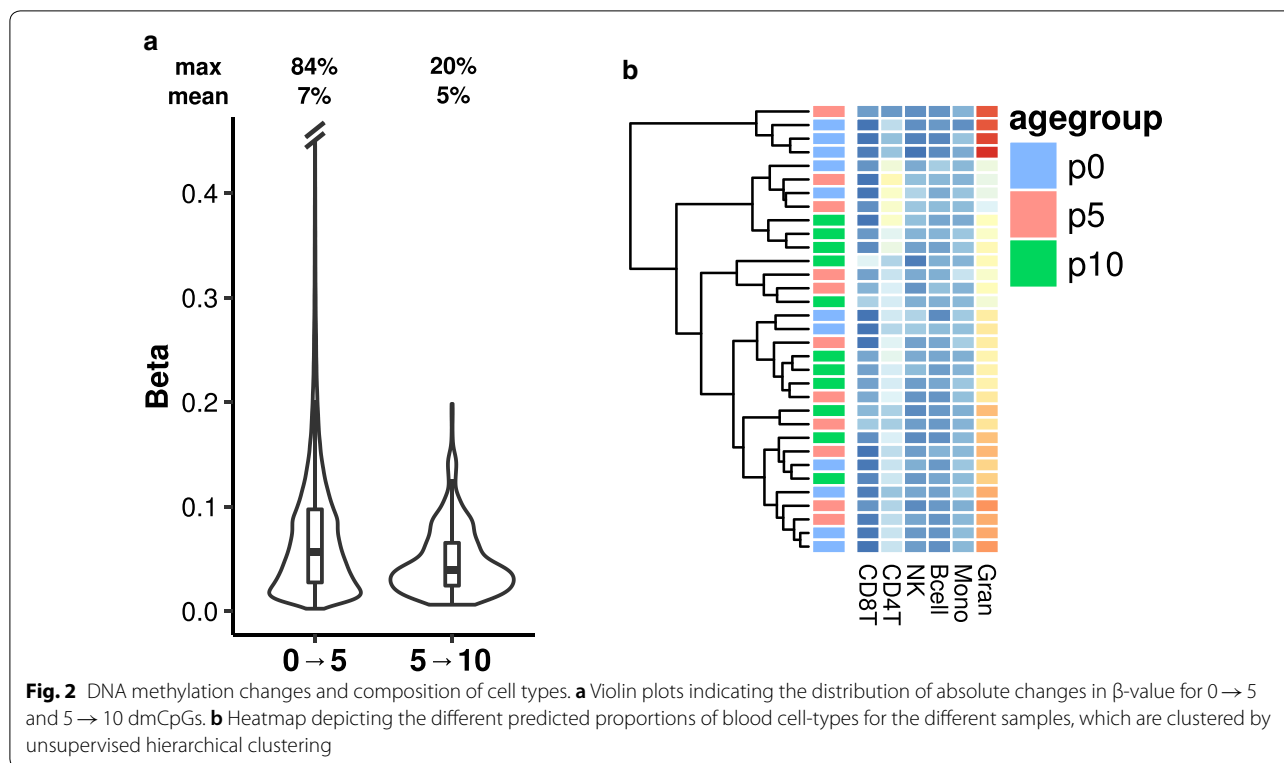 a
max 84% 20%
mean 7% 5%
Beta
0.4
0.3
0.2
0.1
0.0
0→5 5→10
b
agegroup
p0
p5
p10
CD8T
CD4T
NK
Bcell
Mono
Gran
Fig. 2 DNA methylation changes and composition of cell types. a Violin plots indicating the distribution of absolute changes in β-value for 0→5
and 5→10 dmCpGs. b Heatmap depicting the different predicted proportions of blood cell-types for the different samples, which are clustered by
unsupervised hierarchical clustering